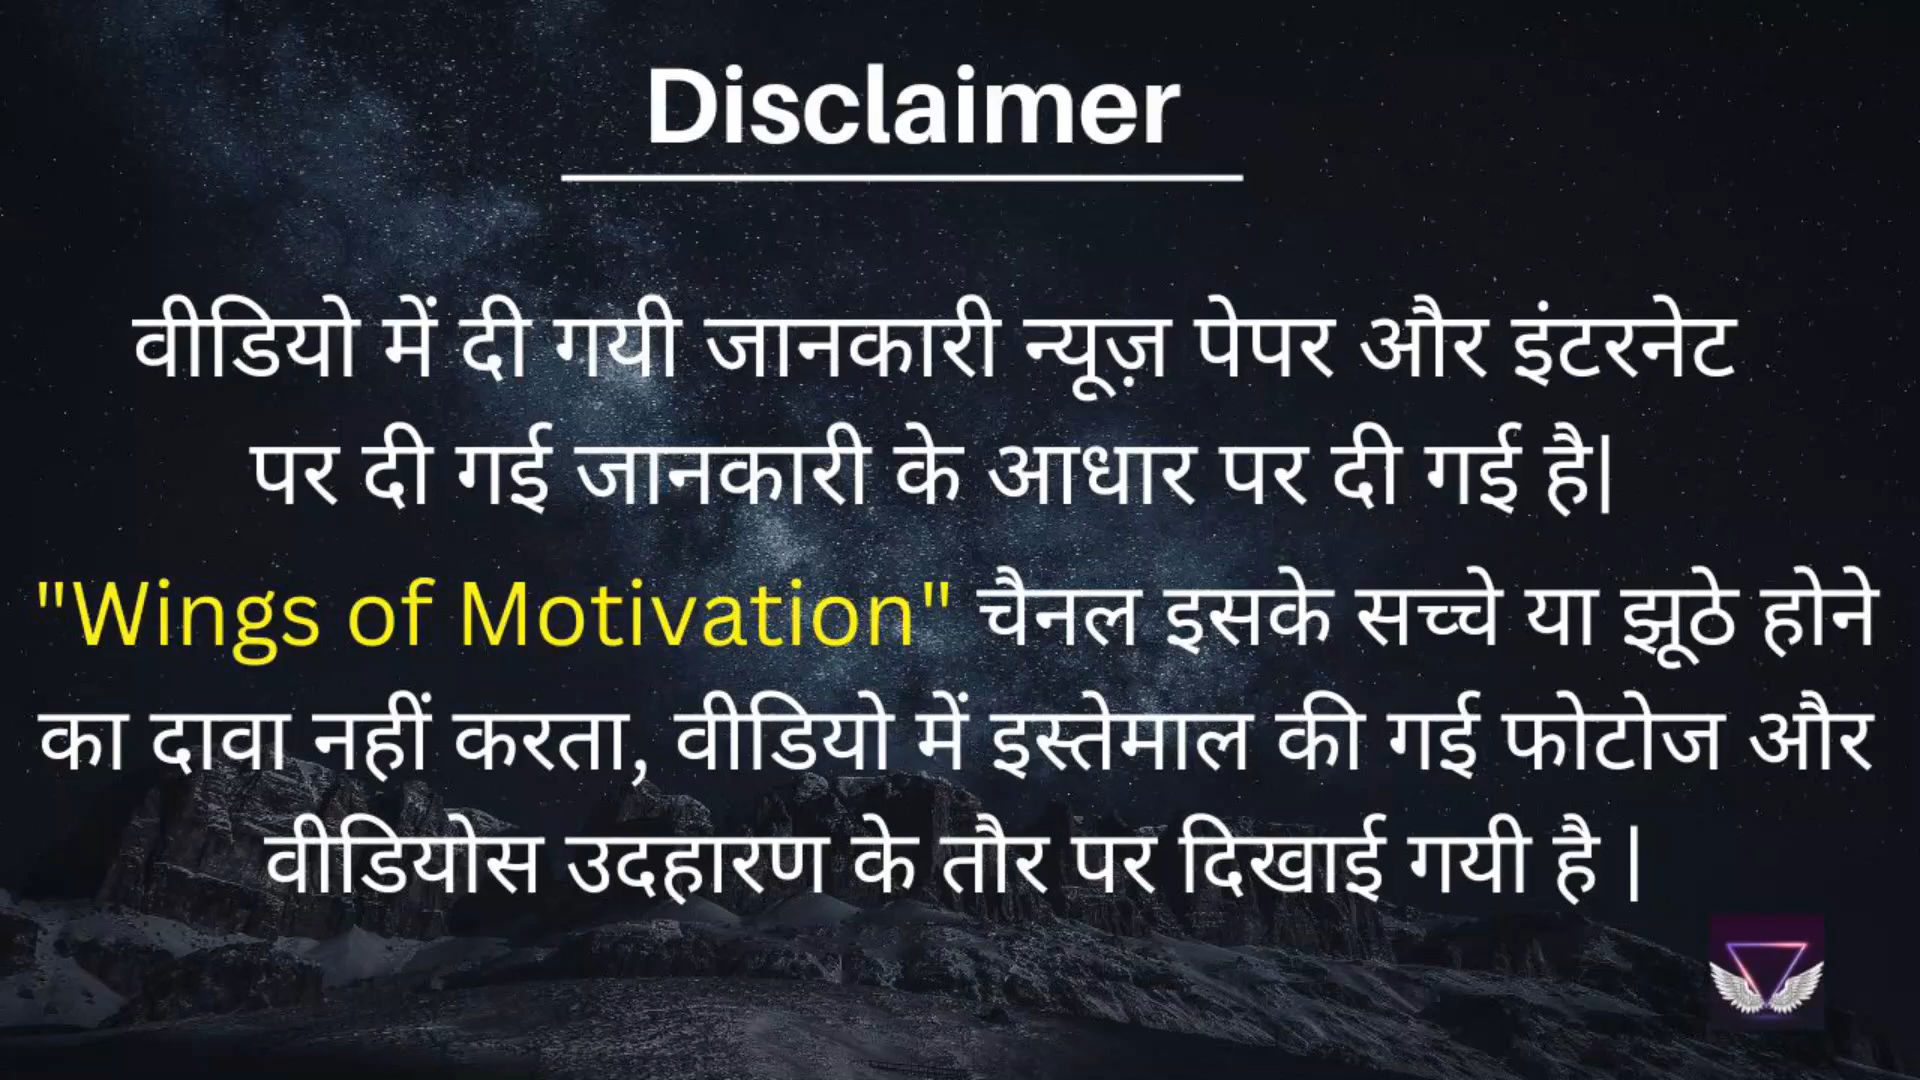 Disclaimer
वीडियो में दी गयी जानकारी न्यूज़ पेपर और इंटरनेट
पर दी गई जानकारी के आधार पर दी गई है|
"Wings of Motivation" चैनल इसके सच्चे या झूठे होने
का दावा नहीं करता, वीडियो में इस्तेमाल की गई फोटोज और
वीडियोस उदहारण के तौर पर दिखाई गयी है |